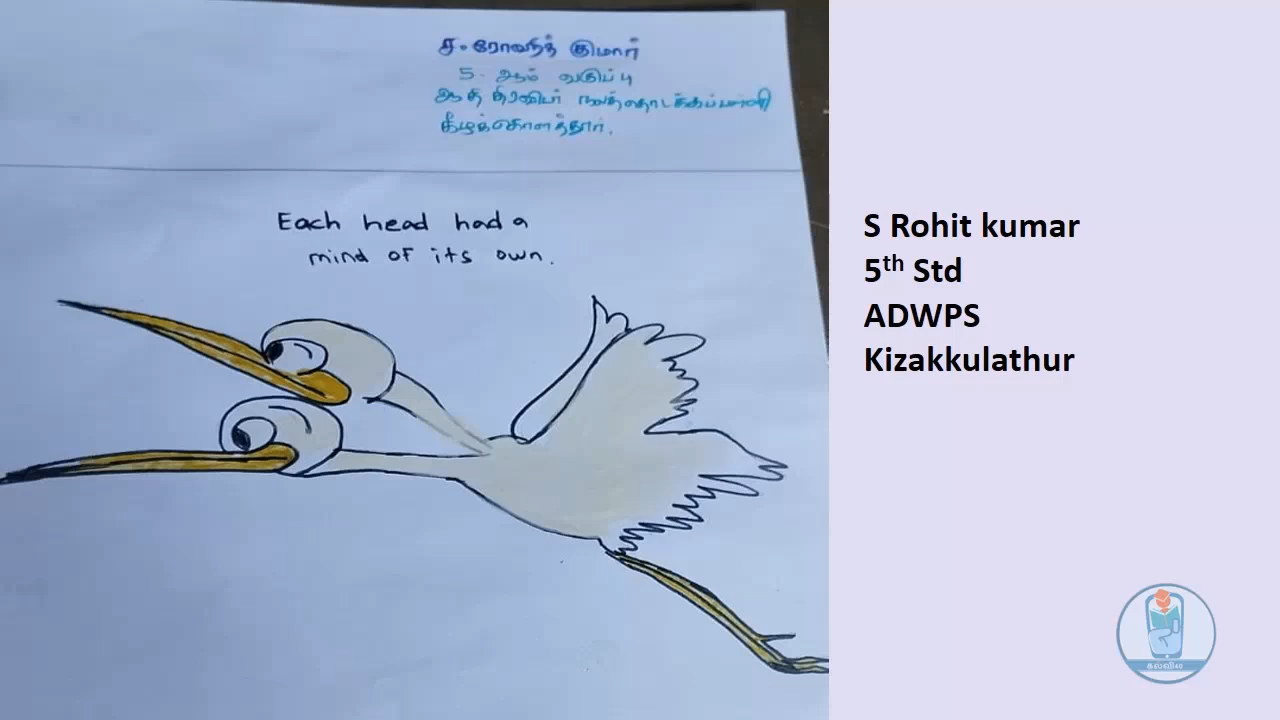 ச. ரோஹித் குமார்
5. ஆம் வகுப்பு
ஆதி திராவிடர் நலத்தொடக்கப்பள்ளி
கீழக்கொளத்தூர்.
Each head had a
mind of its own.
S Rohit kumar
5th Std
ADWPS
Kizakkulathur